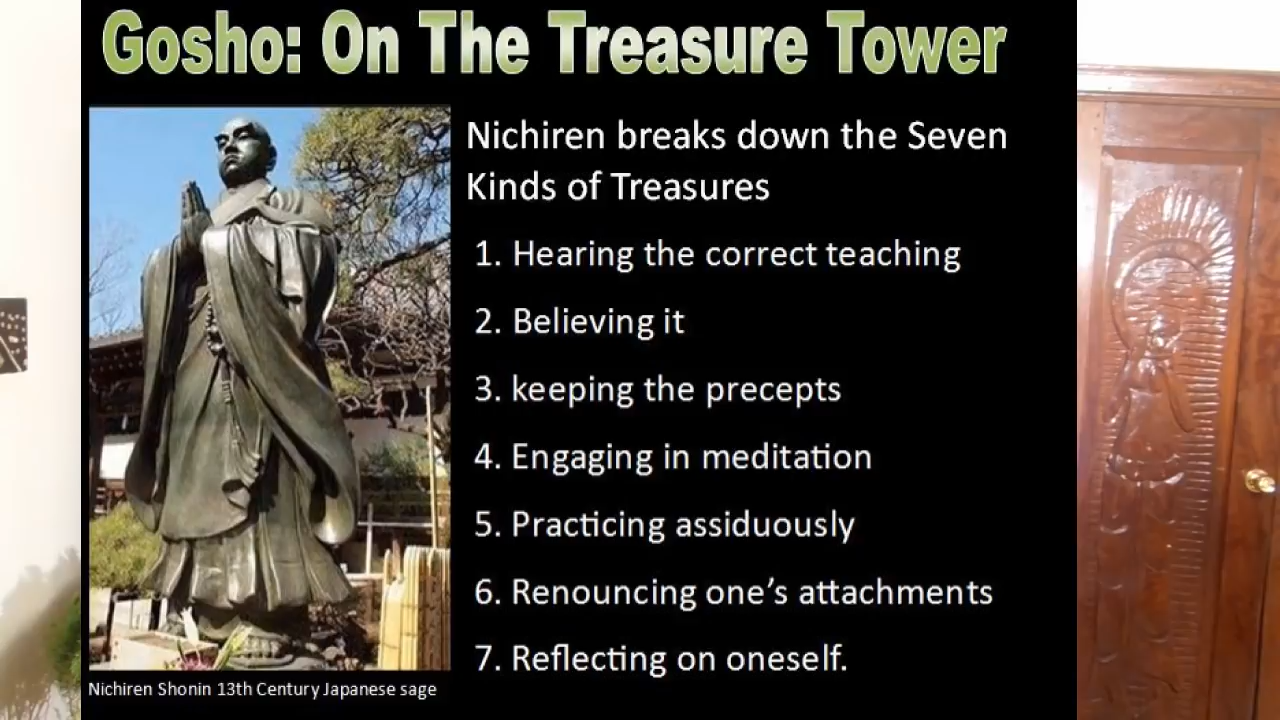 Gosho: On The Treasure Tower
Nichiren breaks down the Seven
Kinds of Treasures
1. Hearing the correct teaching
2. Believing it
3. keeping the precepts
4. Engaging in meditation
5. Practicing assiduously
6. Renouncing one’s attachments
7. Reflecting on oneself.
Nichiren Shonin 13th Century Japanese sage